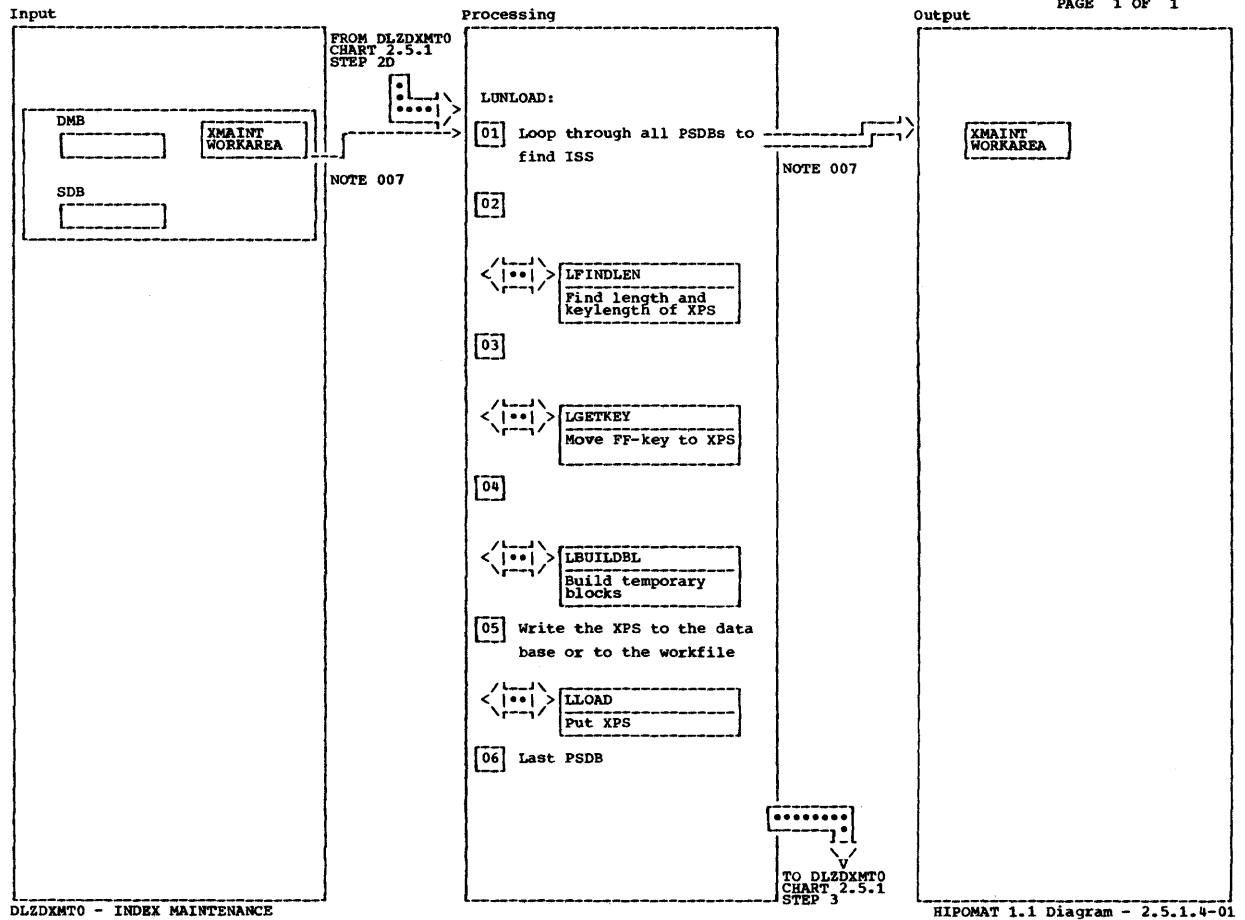 PAGE 1 OF 1
Input
Processing
Output
FROM DLZDXMT0
CHART 2.5.1
STEP 2D
DMB
XMAINT
WORKAREA
SDB
NOTE 007
LUNLOAD:
01 Loop through all PSDBs to
find ISS
NOTE 007
XMAINT
WORKAREA
02
LFINDLEN
Find length and
keylength of XPS
03
LGETKEY
Move FF-key to XPS
04
LBUILDBL
Build temporary
blocks
05 Write the XPS to the data
base or to the workfile
LLOAD
Put XPS
06 Last PSDB
TO DLZDXMT0
CHART 2.5.1
STEP 3
DLZDXMT0 - INDEX MAINTENANCE
HIPOMAT 1.1 Diagram - 2.5.1.4-01